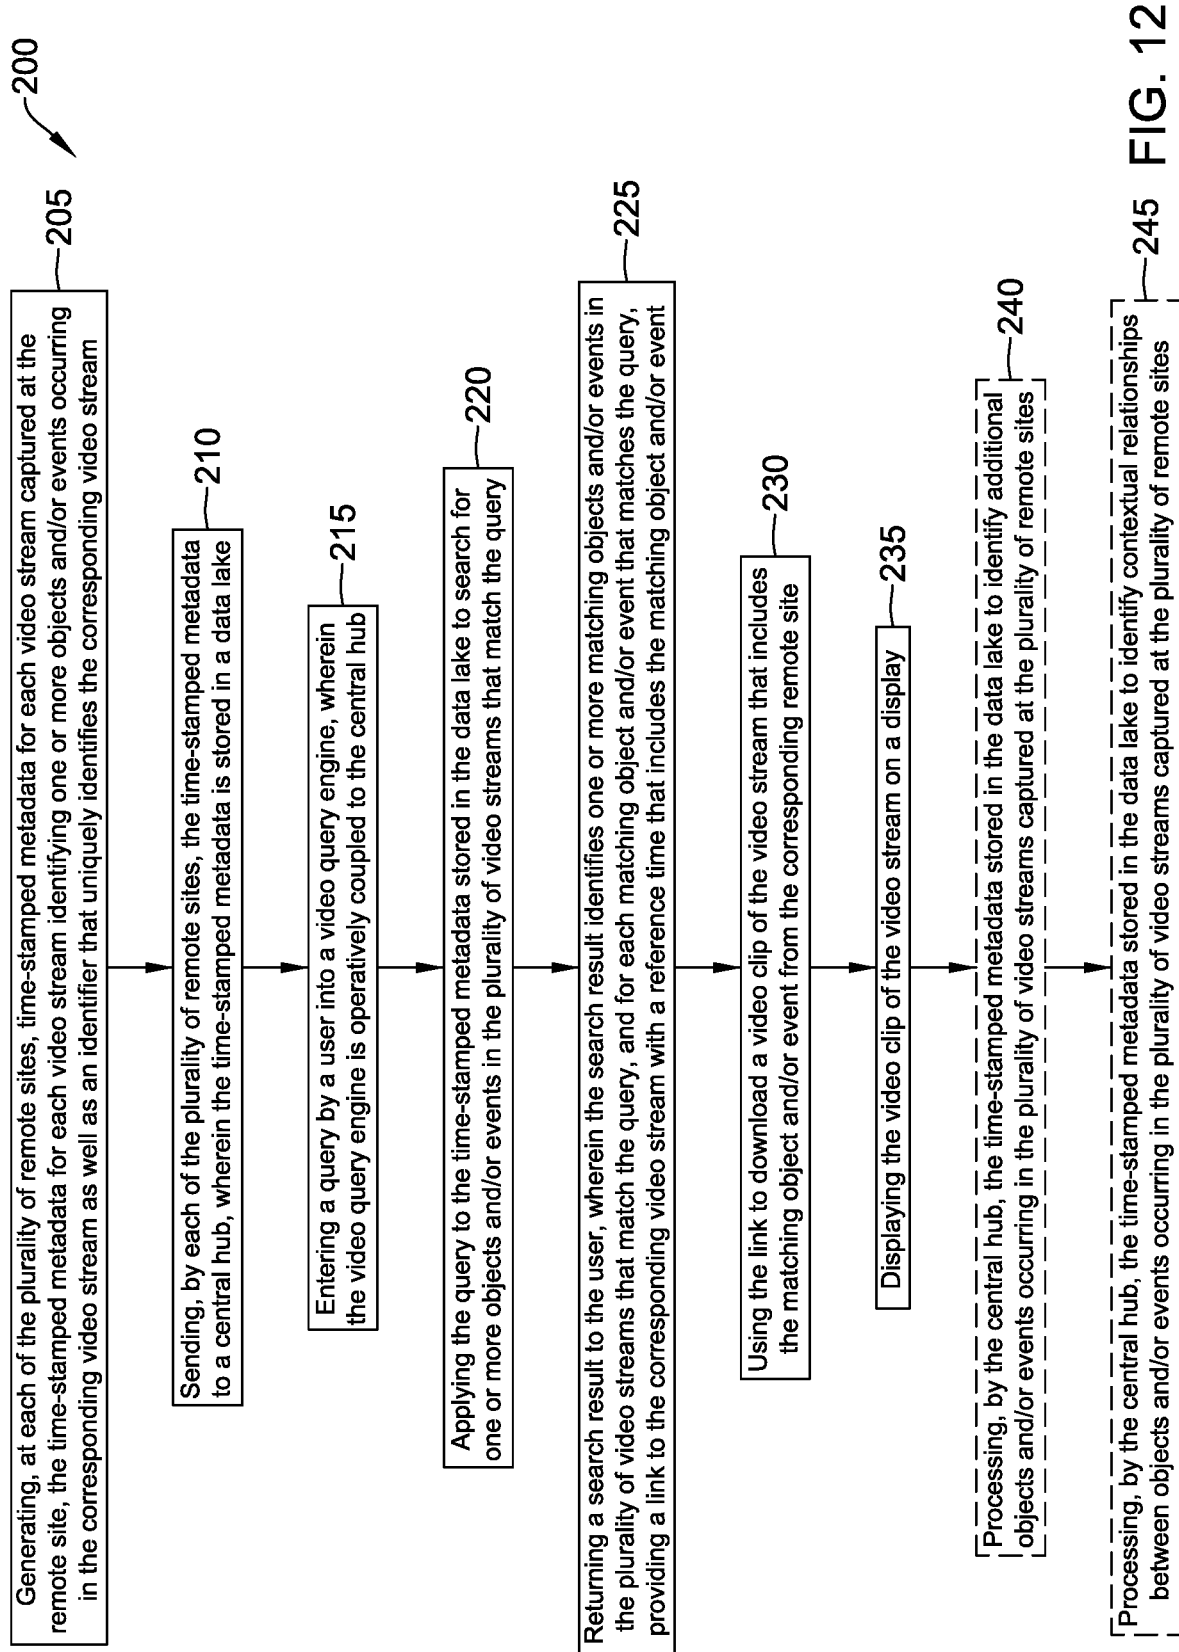 200
Generating, at each of the plurality of remote sites, time-stamped metadata for each video stream captured at the
remote site, the time-stamped metadata for each video stream identifying one or more objects and/or events occurring
in the corresponding video stream as well as an identifier that uniquely identifies the corresponding video stream
205
Sending, by each of the plurality of remote sites, the time-stamped metadata
to a central hub, wherein the time-stamped metadata is stored in a data lake
210
Entering a query by a user into a video query engine, wherein
the video query engine is operatively coupled to the central hub
215
Applying the query to the time-stamped metadata stored in the data lake to search for
one or more objects and/or events in the plurality of video streams that match the query
220
Returning a search result to the user, wherein the search result identifies one or more matching objects and/or events in
the plurality of video streams that match the query, and for each matching object and/or event that matches the query,
providing a link to the corresponding video stream with a reference time that includes the matching object and/or event
225
Using the link to download a video clip of the video stream that includes
the matching object and/or event from the corresponding remote site
230
Displaying the video clip of the video stream on a display
235
Processing, by the central hub, the time-stamped metadata stored in the data lake to identify additional
objects and/or events occurring in the plurality of video streams captured at the plurality of remote sites
240
Processing, by the central hub, the time-stamped metadata stored in the data lake to identify contextual relationships
between objects and/or events occurring in the plurality of video streams captured at the plurality of remote sites
245
FIG. 12